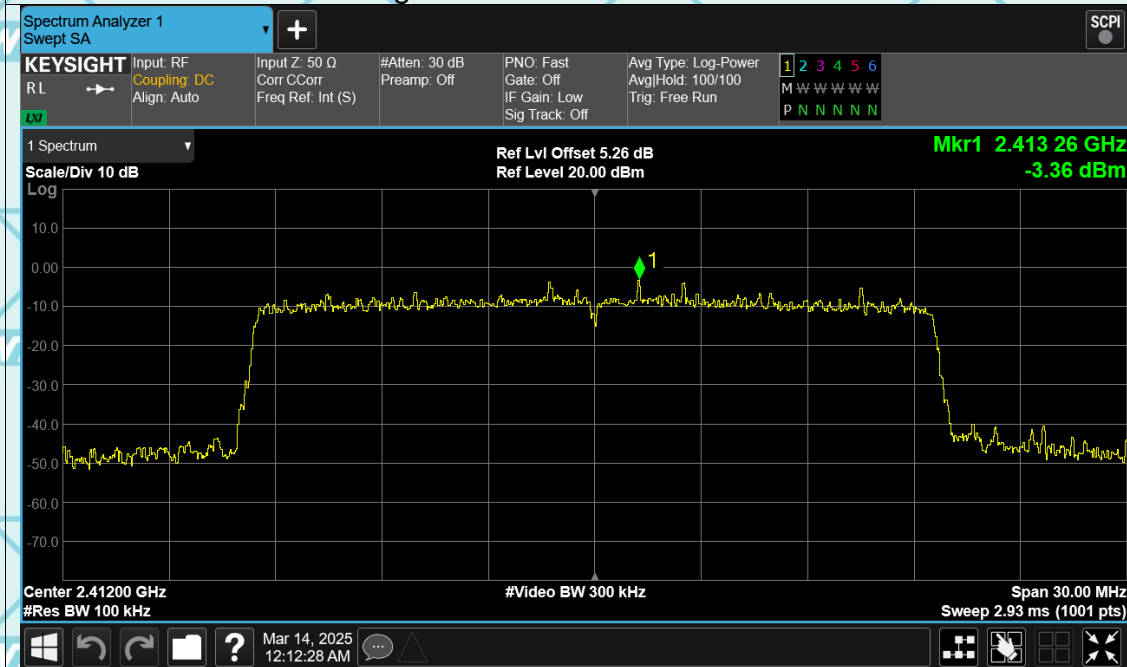 Spectrum Analyzer 1
Swept SA
+
SCPI
KEYSIGHT
R L
LXI
Input: RF
Coupling: DC
Align: Auto
Input Z: 50 Ω
Corr CCorr
Freq Ref: Int (S)
#Atten: 30 dB
Preamp: Off
PNO: Fast
Gate: Off
IF Gain: Low
Sig Track: Off
Avg Type: Log-Power
Avg|Hold: 100/100
Trig: Free Run
1 2 3 4 5 6
M W W W W W
P N N N N N
1 Spectrum
Scale/Div 10 dB
Ref Lvl Offset 5.26 dB
Ref Level 20.00 dBm
Mkr1 2.413 26 GHz
-3.36 dBm
Log
10.0
0.00
-10.0
-20.0
-30.0
-40.0
-50.0
-60.0
-70.0
1
Center 2.41200 GHz
#Res BW 100 kHz
#Video BW 300 kHz
Span 30.00 MHz
Sweep 2.93 ms (1001 pts)
?
Mar 14, 2025
12:12:28 AM